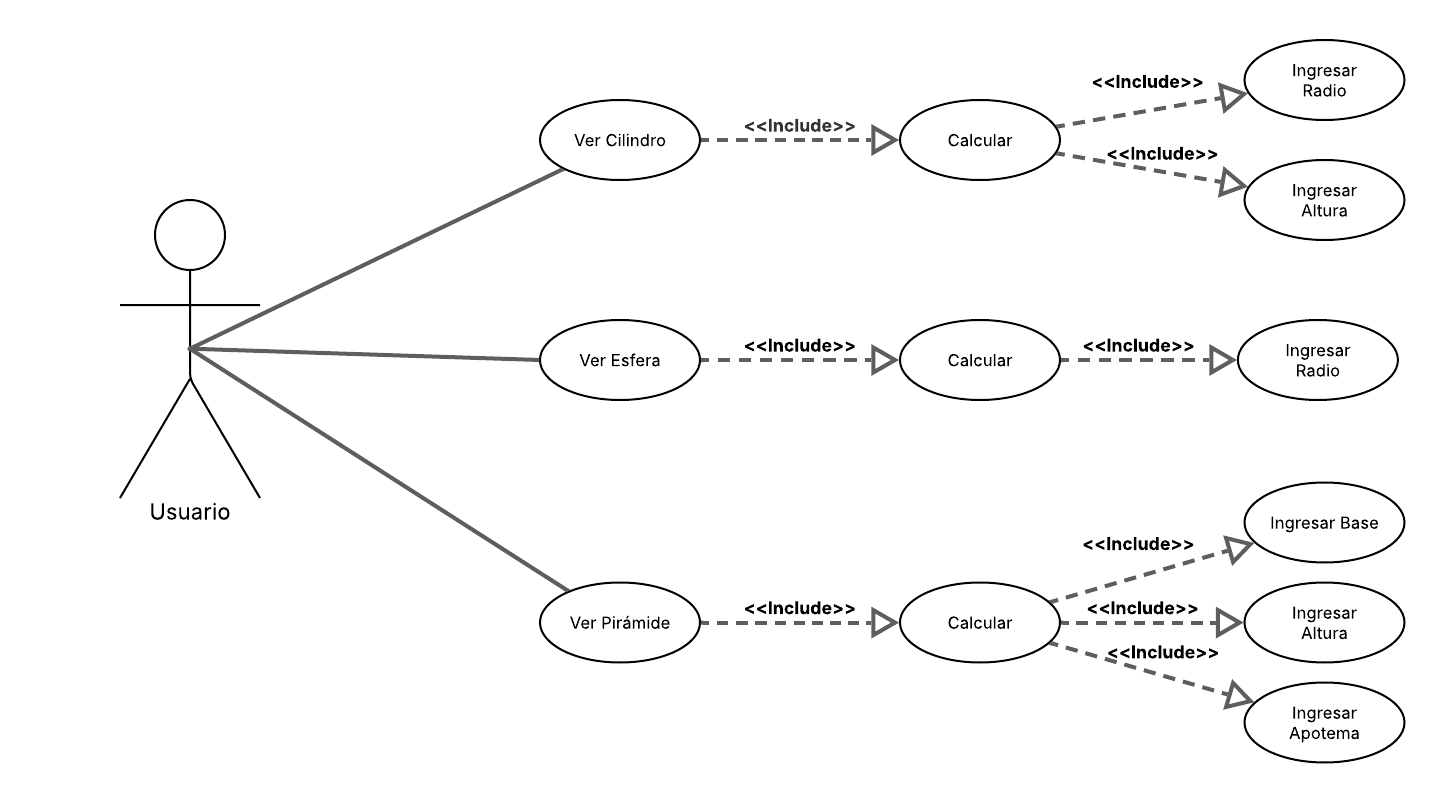 <<Include>>
Ingresar
Radio
Ver Cilindro
<<Include>>
Calcular
<<Include>>
Ingresar
Altura
Ver Esfera
<<Include>>
Calcular
<<Include>>
Ingresar
Radio
Usuario
Ver Pirámide
<<Include>>
Calcular
<<Include>>
Ingresar Base
<<Include>>
Ingresar
Altura
<<Include>>
Ingresar
Apotema